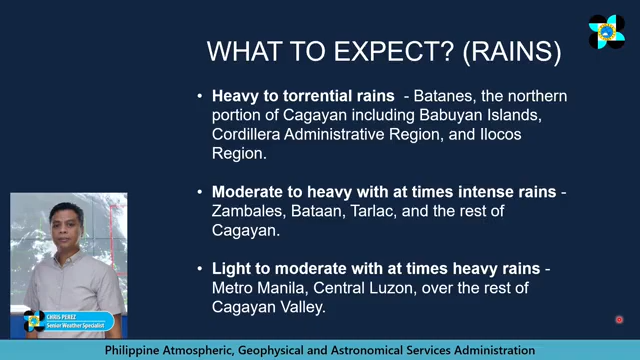 WHAT TO EXPECT? (RAINS)
• Heavy to torrential rains - Batanes, the northern
portion of Cagayan including Babuyan Islands,
Cordillera Administrative Region, and Ilocos
Region.
• Moderate to heavy with at times intense rains -
Zambales, Bataan, Tarlac, and the rest of
Cagayan.
• Light to moderate with at times heavy rains -
Metro Manila, Central Luzon, over the rest of
Cagayan Valley.
CHRIS PEREZ
Senior Weather Specialist
Philippine Atmospheric, Geophysical and Astronomical Services Administration